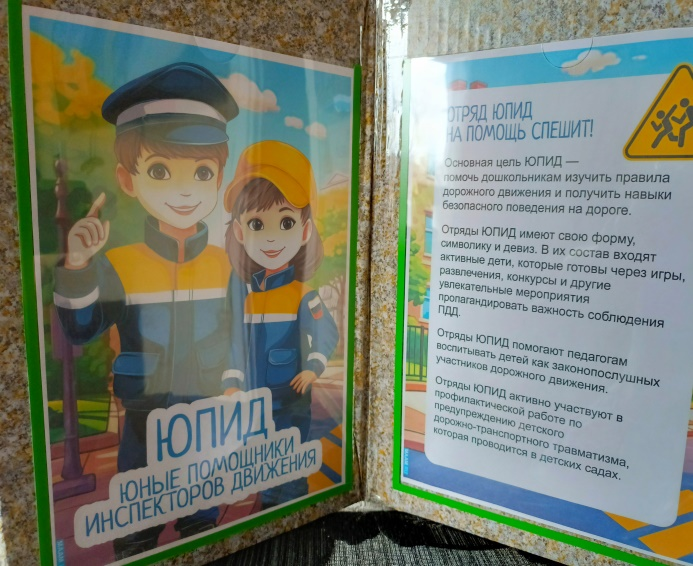 ЮПИД
ЮНЫЕ ПОМОЩНИКИ
ИНСПЕКТОРОВ ДВИЖЕНИЯ
ОТРЯД ЮПИД
НА ПОМОЩЬ СПЕШИТ!
Основная цель ЮПИД —
помочь дошкольникам изучить правила
дорожного движения и получить навыки
безопасного поведения на дороге.
Отряды ЮПИД имеют свою форму,
символику и девиз. В их состав входят
активные дети, которые готовы через игры,
развлечения, конкурсы и другие
увлекательные мероприятия
пропагандировать важность соблюдения
ПДД.
Отряды ЮПИД помогают педагогам
воспитывать детей как законопослушных
участников дорожного движения.
Отряды ЮПИД активно участвуют в
профилактической работе по
предупреждению детского
дорожно-транспортного травматизма,
которая проводится в детских садах.